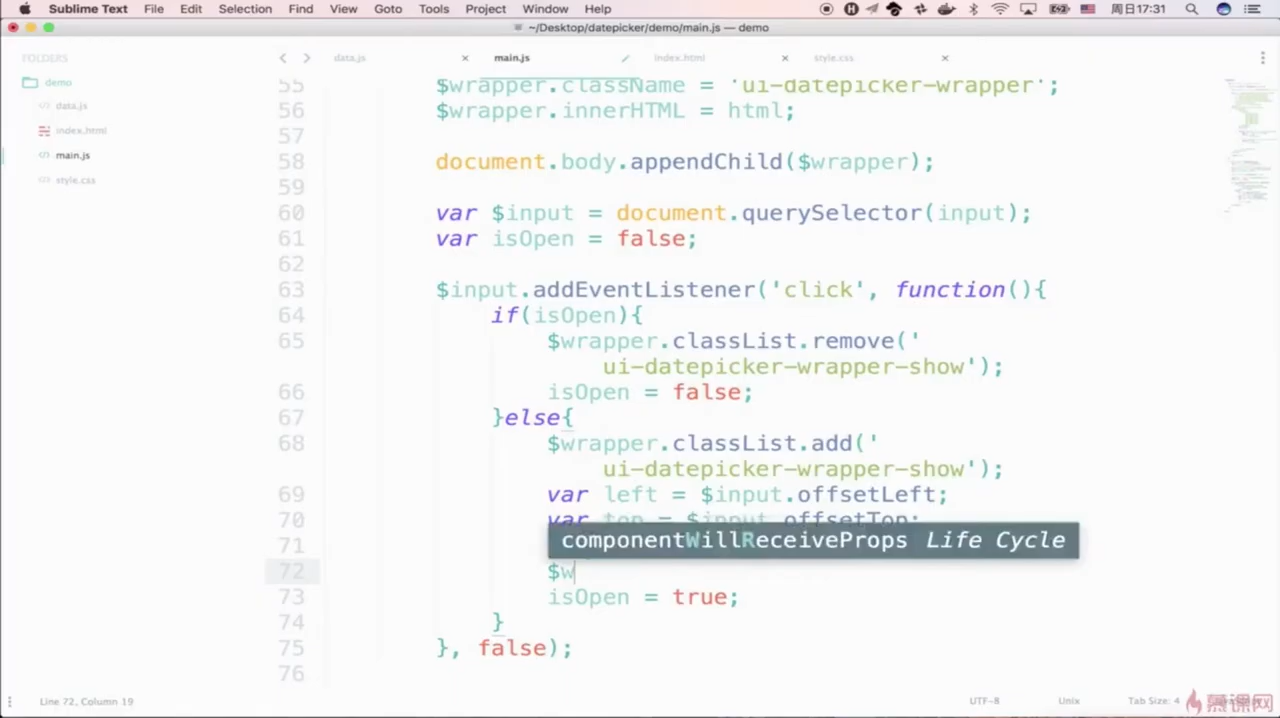 Sublime Text File Edit Selection Find View Goto Tools Project Window Help 周日17:31
~/Desktop/datepicker/demo/main.js — demo
FOLDERS
demo
data.js
index.html
main.js
style.css
data.js main.js index.html style.css
55 $wrapper.className = 'ui-datepicker-wrapper';
56 $wrapper.innerHTML = html;
57
58 document.body.appendChild($wrapper);
59
60 var $input = document.querySelector(input);
61 var isOpen = false;
62
63 $input.addEventListener('click', function(){
64 if(isOpen){
65 $wrapper.classList.remove('
ui-datepicker-wrapper-show');
66 isOpen = false;
67 }else{
68 $wrapper.classList.add('
ui-datepicker-wrapper-show');
69 var left = $input.offsetLeft;
70 var top = $input.offsetTop;
71 componentWillReceiveProps Life Cycle
72 $w
73 isOpen = true;
74 }
75 }, false);
76
Line 72, Column 19 UTF-8 Unix Tab Size: 4
慕课网